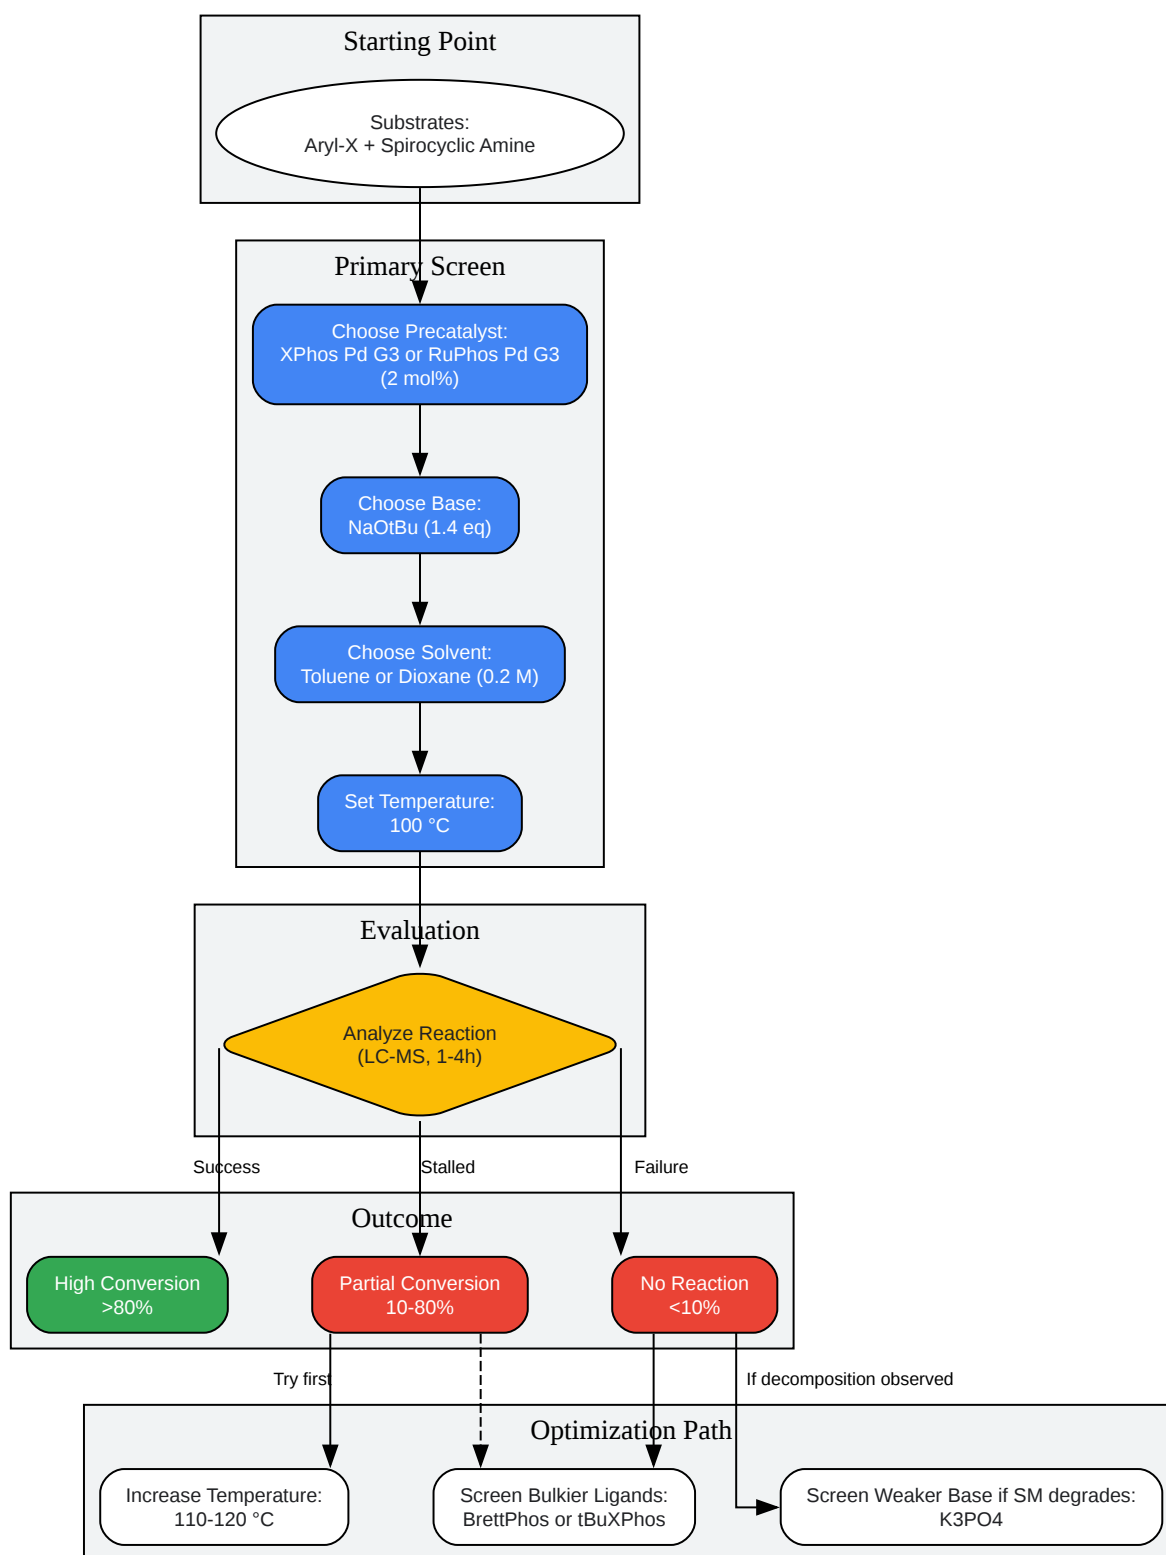 Starting Point
Substrates:
Aryl-X + Spirocyclic Amine
Primary Screen
Choose Precatalyst:
XPhos Pd G3 or RuPhos Pd G3
(2 mol%)
Choose Base:
NaOtBu (1.4 eq)
Choose Solvent:
Toluene or Dioxane (0.2 M)
Set Temperature:
100 °C
Evaluation
Analyze Reaction
(LC-MS, 1-4h)
Success
Stalled
Failure
Outcome
High Conversion
>80%
Partial Conversion
10-80%
No Reaction
<10%
Try first
If decomposition observed
Optimization Path
Increase Temperature:
110-120 °C
Screen Bulkier Ligands:
BrettPhos or tBuXPhos
Screen Weaker Base if SM degrades:
K3PO4